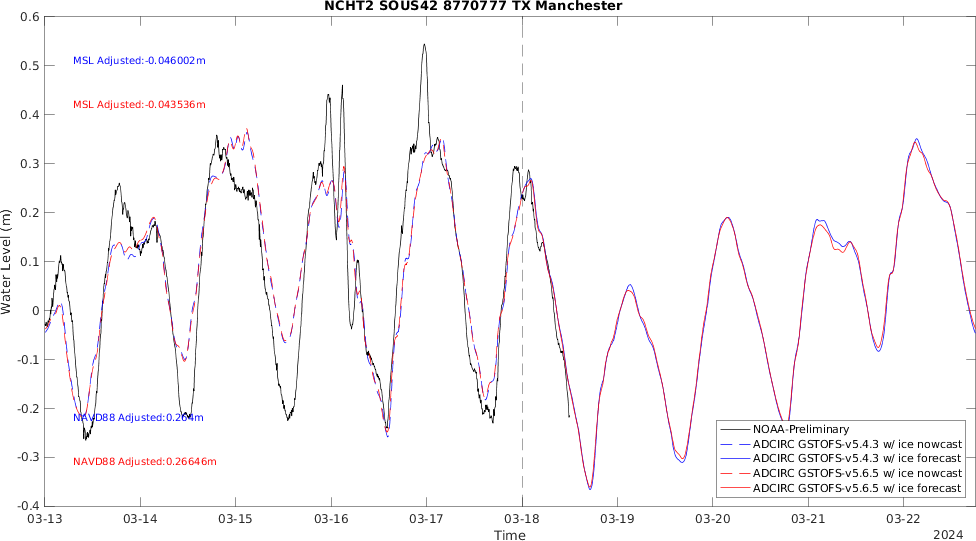 NCHT2 SOUS42 8770777 TX Manchester
0.6
0.5
0.4
0.3
0.2
0.1
0
-0.1
-0.2
-0.3
-0.4
Water Level (m)
MSL Adjusted:-0.046002m
MSL Adjusted:-0.043536m
NAVD88 Adjusted:0.264m
NAVD88 Adjusted:0.26646m
NOAA-Preliminary
ADCIRC GSTOFS-v5.4.3 w/ ice nowcast
ADCIRC GSTOFS-v5.4.3 w/ ice forecast
ADCIRC GSTOFS-v5.6.5 w/ ice nowcast
ADCIRC GSTOFS-v5.6.5 w/ ice forecast
03-13 03-14 03-15 03-16 03-17 03-18 03-19 03-20 03-21 03-22
Time
2024